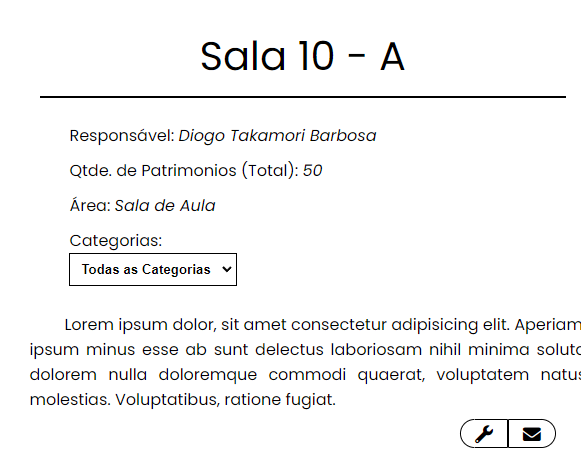 Sala 10 - A
Responsável: Diogo Takamori Barbosa
Qtde. de Patrimonios (Total): 50
Área: Sala de Aula
Categorias:
Todas as Categorias
Lorem ipsum dolor, sit amet consectetur adipisicing elit. Aperiam
ipsum minus esse ab sunt delectus laboriosam nihil minima soluta
dolorem nulla doloremque commodi quaerat, voluptatem natus
molestias. Voluptatibus, ratione fugiat.